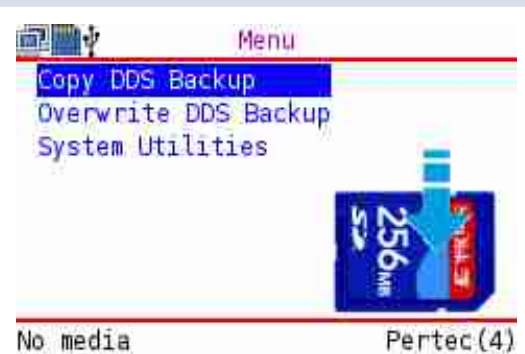 Menu
Copy DDS Backup
Overwrite DDS Backup
System Utilities
256MB
No media
Pertec(4)